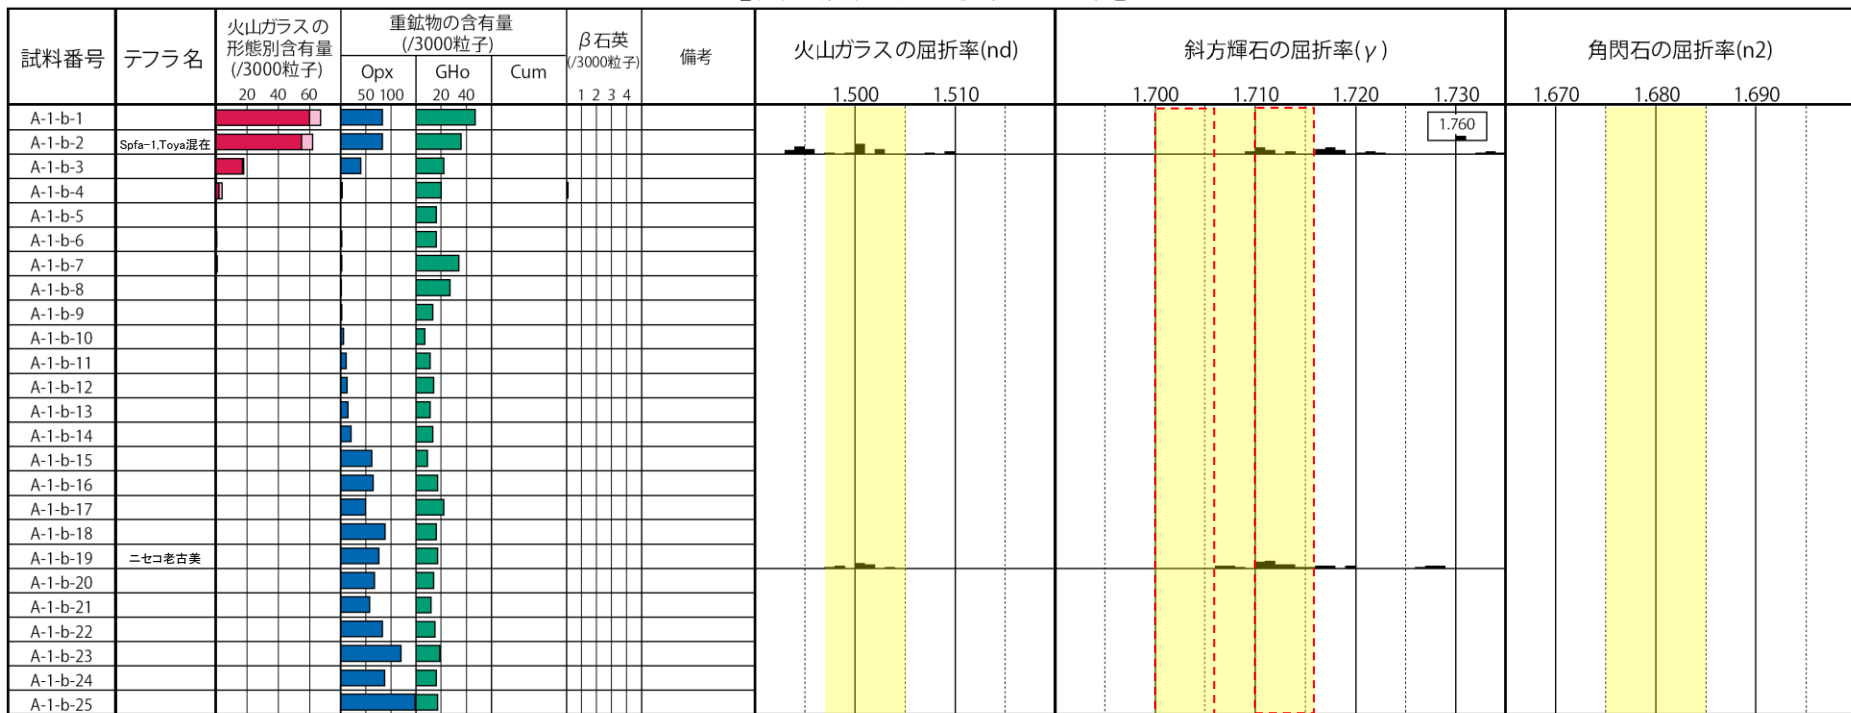 試料番号
テフラ名
火山ガラスの
形態別含有量
(/3000粒子)
20 40 60
重鉱物の含有量
(/3000粒子)
Opx GHo Cum
50 100 20 40
β石英
(/3000粒子)
1 2 3 4
備考
火山ガラスの屈折率(nd)
1.500 1.510
斜方輝石の屈折率(γ)
1.700 1.710 1.720 1.730
角閃石の屈折率(n2)
1.670 1.680 1.690
A-1-b-1
A-1-b-2 Spfa-1,Toya混在 1.760
A-1-b-3
A-1-b-4
A-1-b-5
A-1-b-6
A-1-b-7
A-1-b-8
A-1-b-9
A-1-b-10
A-1-b-11
A-1-b-12
A-1-b-13
A-1-b-14
A-1-b-15
A-1-b-16
A-1-b-17
A-1-b-18
A-1-b-19 ニセコ老古美
A-1-b-20
A-1-b-21
A-1-b-22
A-1-b-23
A-1-b-24
A-1-b-25